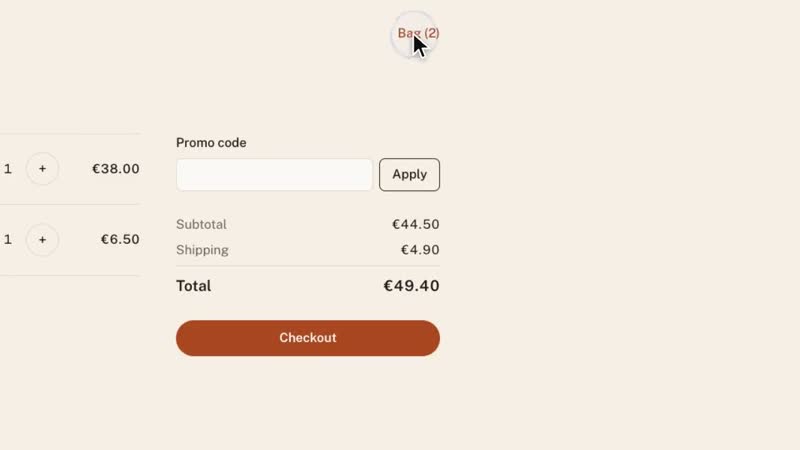 Bag (2)
1 + €38.00
1 + €6.50
Promo code
Apply
Subtotal €44.50
Shipping €4.90
Total €49.40
Checkout